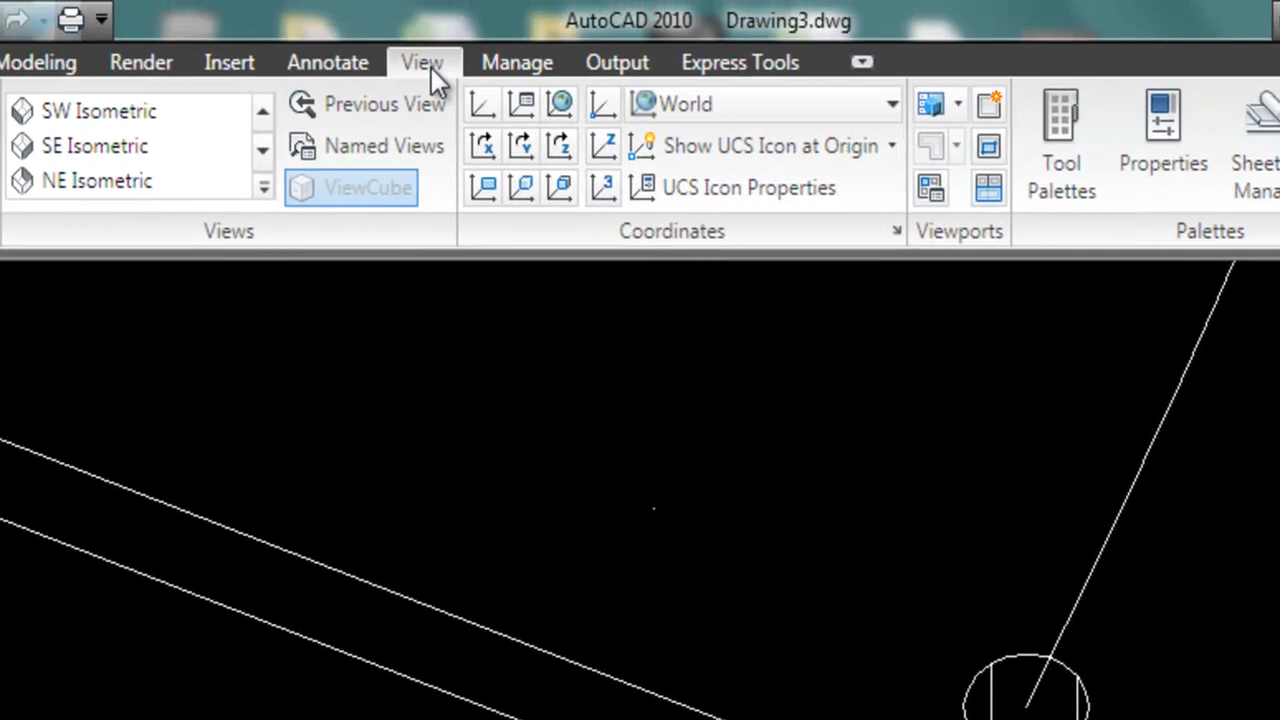 AutoCAD 2010 Drawing3.dwg
Modeling Render Insert Annotate View Manage Output Express Tools
SW Isometric
SE Isometric
NE Isometric
Previous View
Named Views
ViewCube
Views
World
Show UCS Icon at Origin
UCS Icon Properties
Coordinates
Viewports
Tool
Palettes
Properties
Sheet
Mana
Palettes